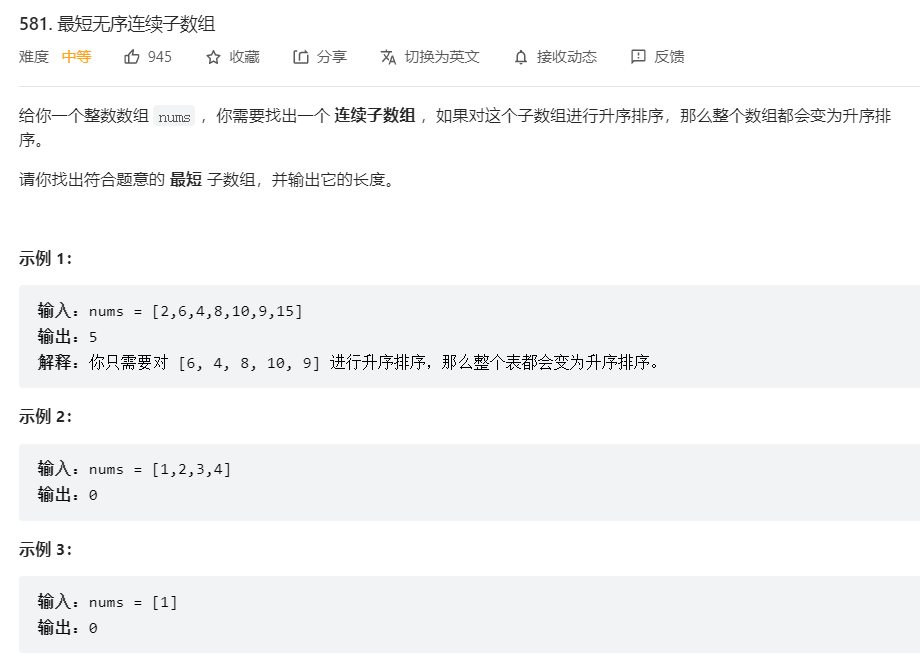 581. 最短无序连续子数组
难度 中等 945 收藏 分享 切换为英文 接收动态 反馈
给你一个整数数组 nums ，你需要找出一个 连续子数组 ，如果对这个子数组进行升序排序，那么整个数组都会变为升序排
序。
请你找出符合题意的 最短 子数组，并输出它的长度。
示例 1：
输入：nums = [2,6,4,8,10,9,15]
输出：5
解释：你只需要对 [6, 4, 8, 10, 9] 进行升序排序，那么整个表都会变为升序排序。
示例 2：
输入：nums = [1,2,3,4]
输出：0
示例 3：
输入：nums = [1]
输出：0